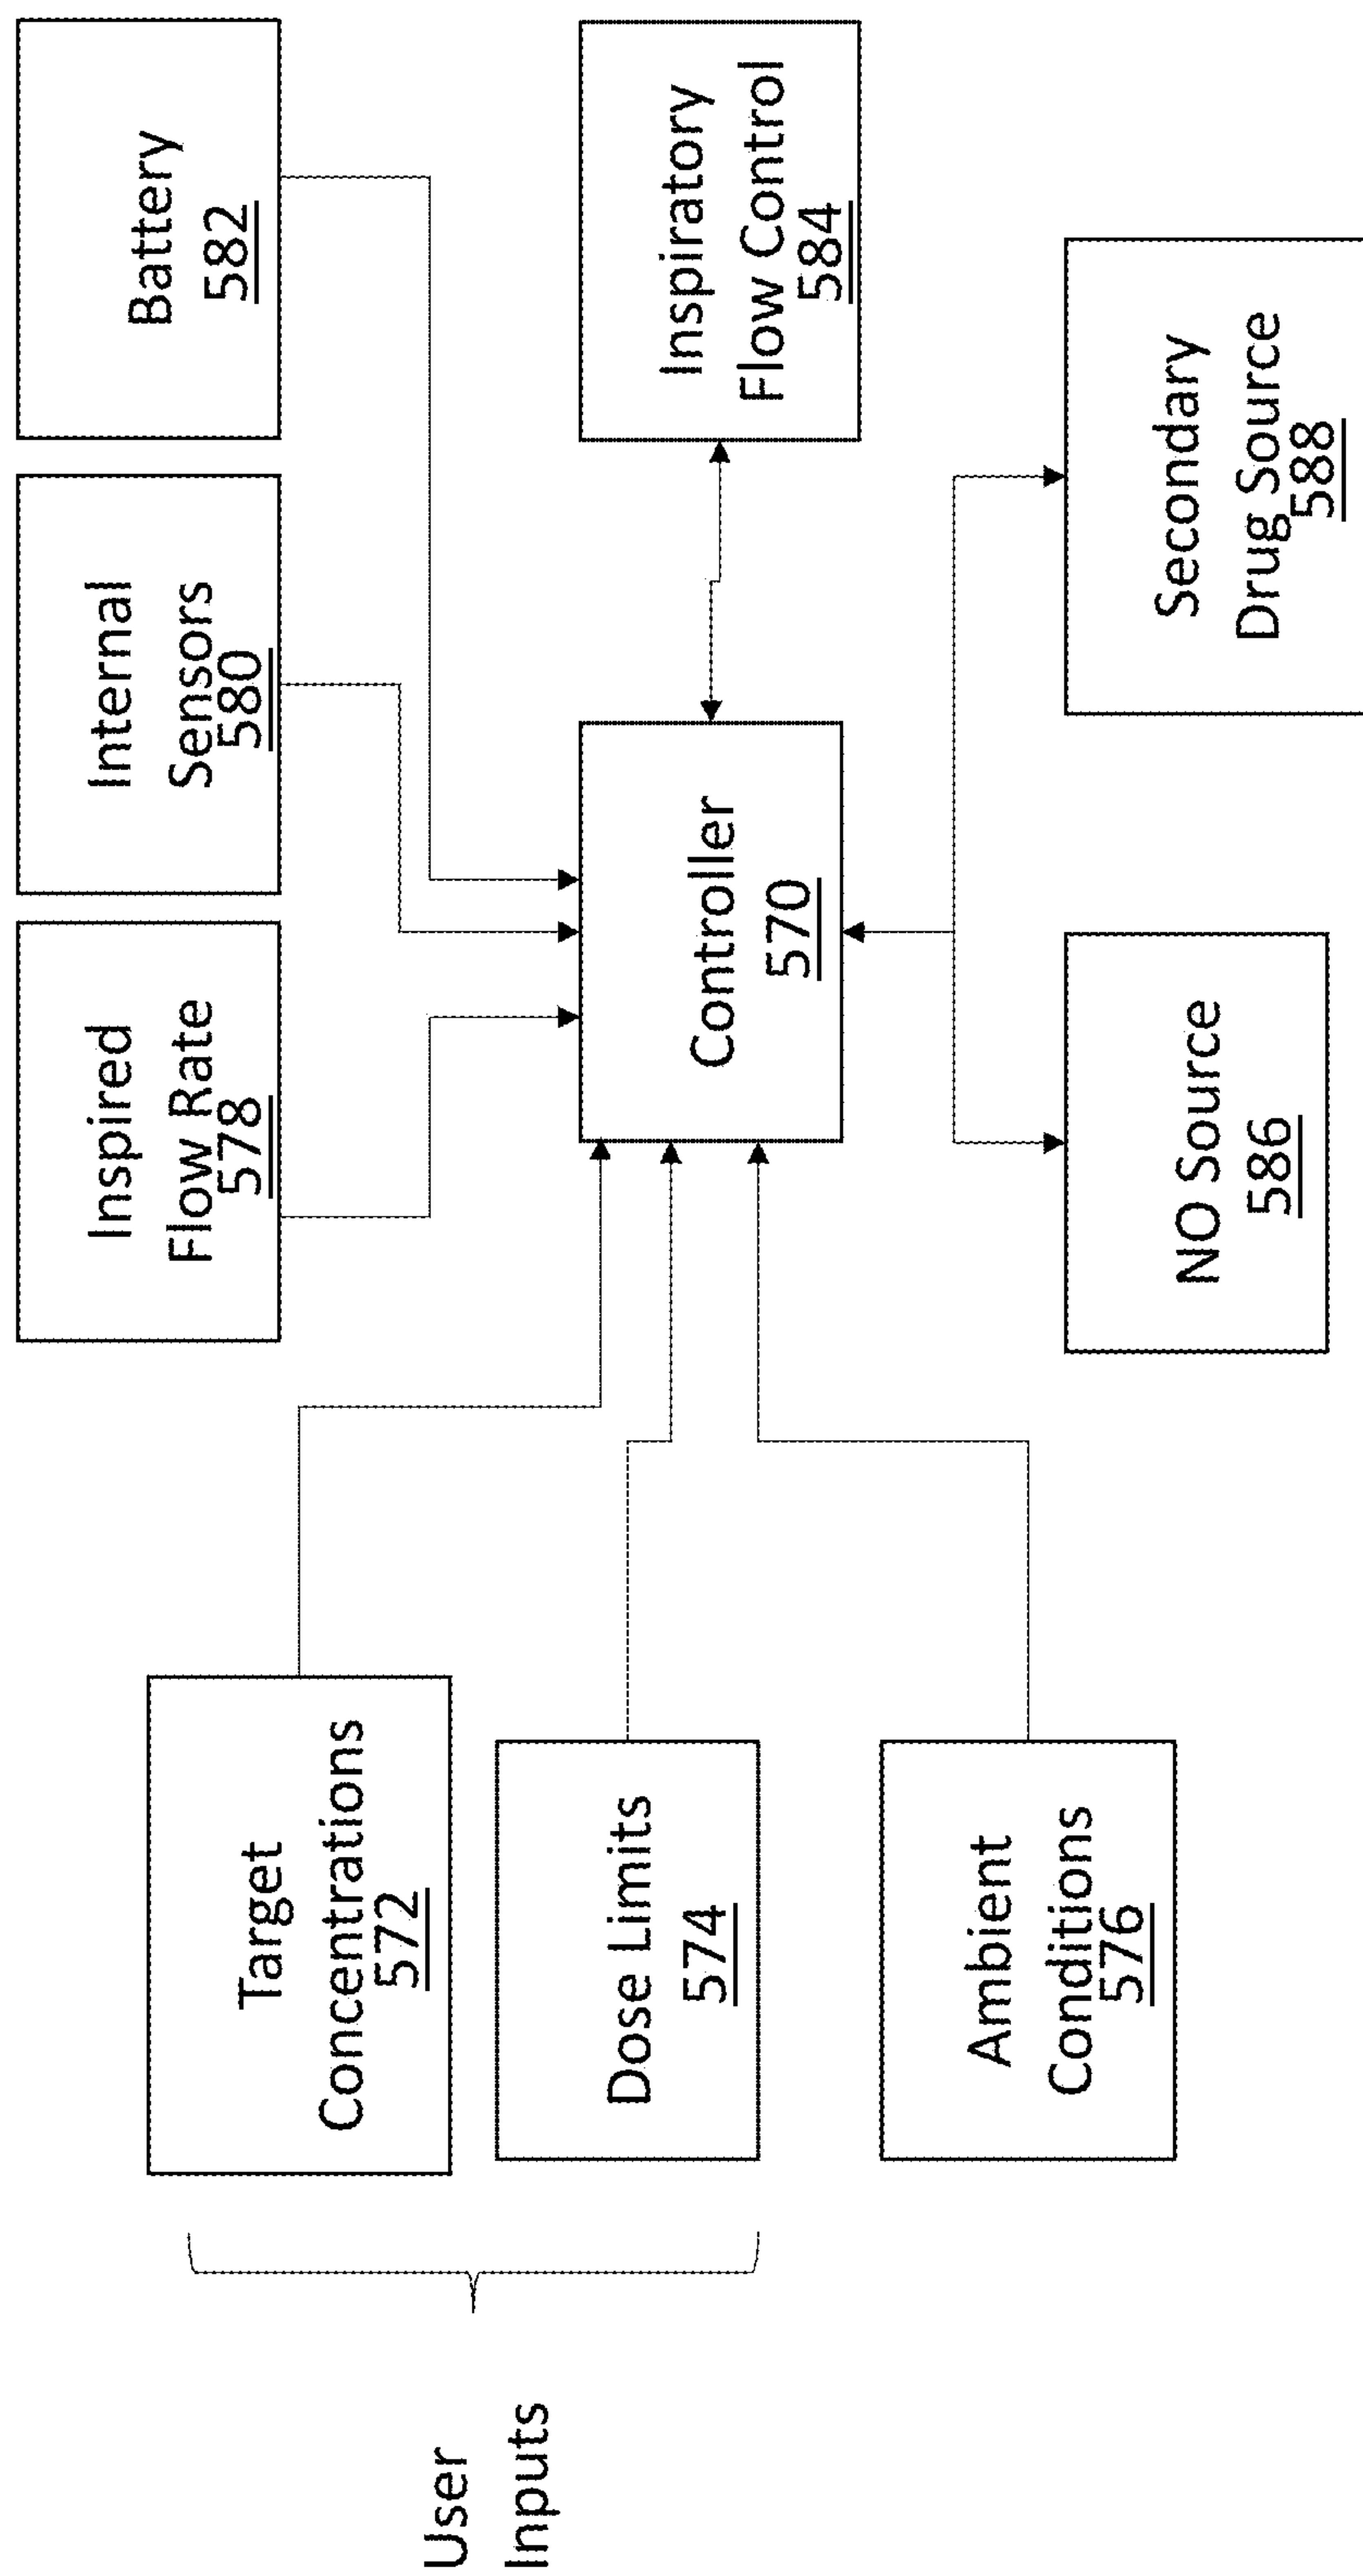 Inspired
Flow Rate
578
Internal
Sensors
580
Battery
582
User
Inputs
Target
Concentrations
572
Dose Limits
574
Ambient
Conditions
576
Controller
570
Inspiratory
Flow Control
584
NO Source
586
Secondary
Drug Source
588